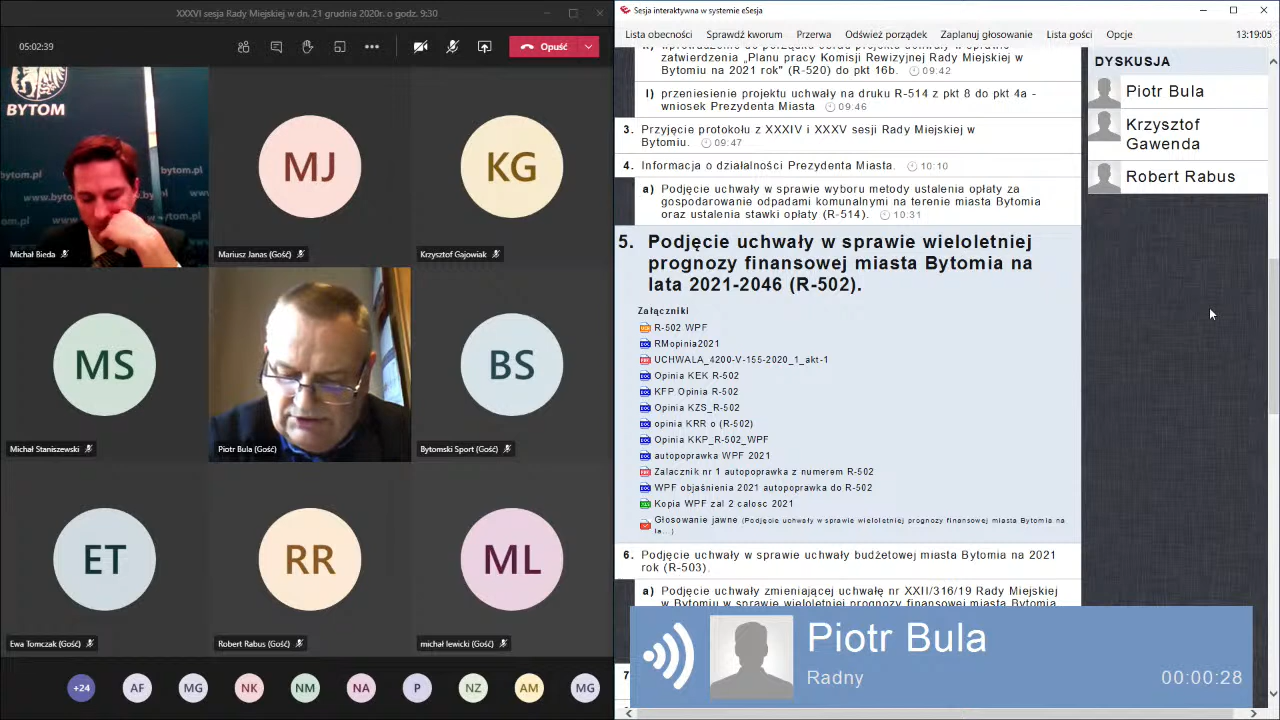 XXXVI sesja Rady Miejskiej w dn. 21 grudnia 2020r. o godz. 9:30
05:02:39
Opuść
BYTOM
bytom.pl
Michał Bieda
MJ
Mariusz Janas (Gość)
KG
Krzysztof Gajowiak
MS
Michał Staniszewski
Piotr Bula (Gość)
BS
Bytomski Sport (Gość)
ET
Ewa Tomczak (Gość)
RR
Robert Rabus (Gość)
ML
michał lewicki (Gość)
+24
AF
MG
NK
NM
NA
P
NZ
AM
MG
Sesja interaktywna w systemie eSesja
13:19:05
Lista obecności
Sprawdź kworum
Przerwa
Odśwież porządek
Zaplanuj głosowanie
Lista gości
Opcje
zatwierdzenia „Planu pracy Komisji Rewizyjnej Rady Miejskiej w
Bytomiu na 2021 rok" (R-520) do pkt 16b. 09:42
l) przeniesienie projektu uchwały na druku R-514 z pkt 8 do pkt 4a -
wniosek Prezydenta Miasta 09:46
3. Przyjęcie protokołu z XXXIV i XXXV sesji Rady Miejskiej w
Bytomiu. 09:47
4. Informacja o działalności Prezydenta Miasta. 10:10
a) Podjęcie uchwały w sprawie wyboru metody ustalenia opłaty za
gospodarowanie odpadami komunalnymi na terenie miasta Bytomia
oraz ustalenia stawki opłaty (R-514). 10:31
5. Podjęcie uchwały w sprawie wieloletniej
prognozy finansowej miasta Bytomia na
lata 2021-2046 (R-502).
Załączniki
R-502 WPF
RMopinia2021
UCHWALA_4200-V-155-2020_1_akt-1
Opinia KEK R-502
KFP Opinia R-502
Opinia KZS_R-502
opinia KRR o (R-502)
Opinia KKP_R-502_WPF
autopoprawka WPF 2021
Zalacznik nr 1 autopoprawka z numerem R-502
WPF objaśnienia 2021 autopoprawka do R-502
Kopia WPF zal 2 calosc 2021
Głosowanie jawne (Podjęcie uchwały w sprawie wieloletniej prognozy finansowej miasta Bytomia na
la...)
6. Podjęcie uchwały w sprawie uchwały budżetowej miasta Bytomia na 2021
rok (R-503).
a) Podjęcie uchwały zmieniającej uchwałę nr XXII/316/19 Rady Miejskiej
w Bytomiu w sprawie wieloletniej prognozy finansowej miasta Bytomia
7
DYSKUSJA
Piotr Bula
Krzysztof
Gawenda
Robert Rabus
Piotr Bula
Radny
00:00:28